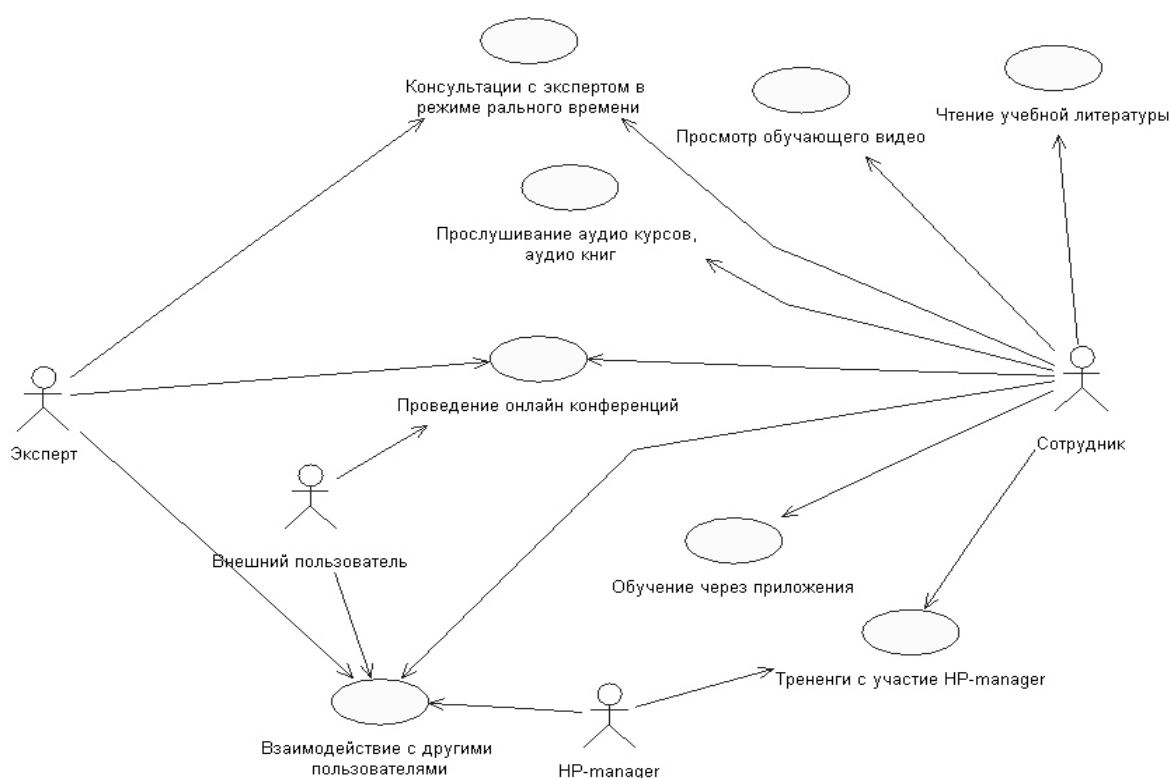 Консультации с экспертом в
режиме рального времени
Просмотр обучающего видео
Чтение учебной литературы
Прослушивание аудио курсов,
аудио книг
Проведение онлайн конференций
Эксперт
Сотрудник
Внешний пользователь
Обучение через приложения
Трененги с участие HP-manager
Взаимодействие с другими
пользователями
HP-manager